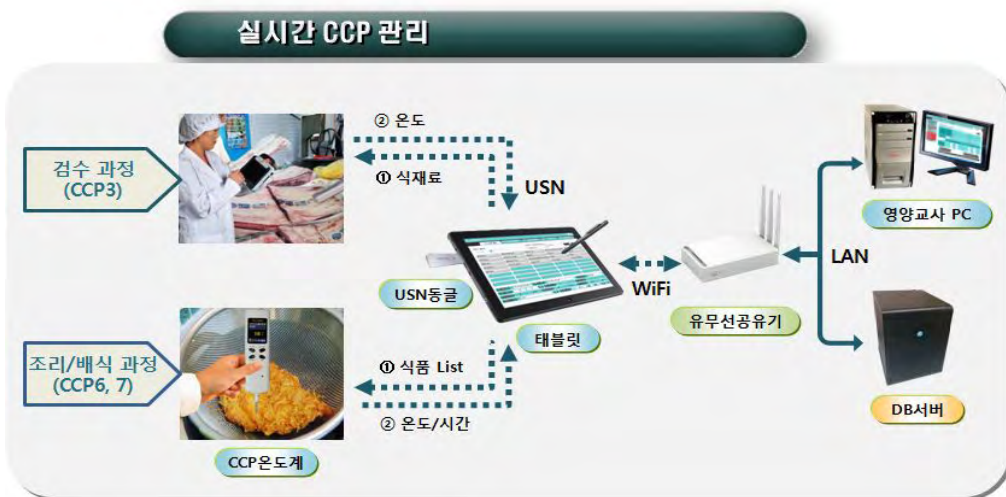 실시간 CCP 관리
검수 과정
(CCP3)
② 온도
① 식재료
USN
USN동글
태블릿
WiFi
유무선공유기
LAN
영양교사 PC
DB서버
조리/배식 과정
(CCP6, 7)
① 식품 List
② 온도/시간
CCP온도계